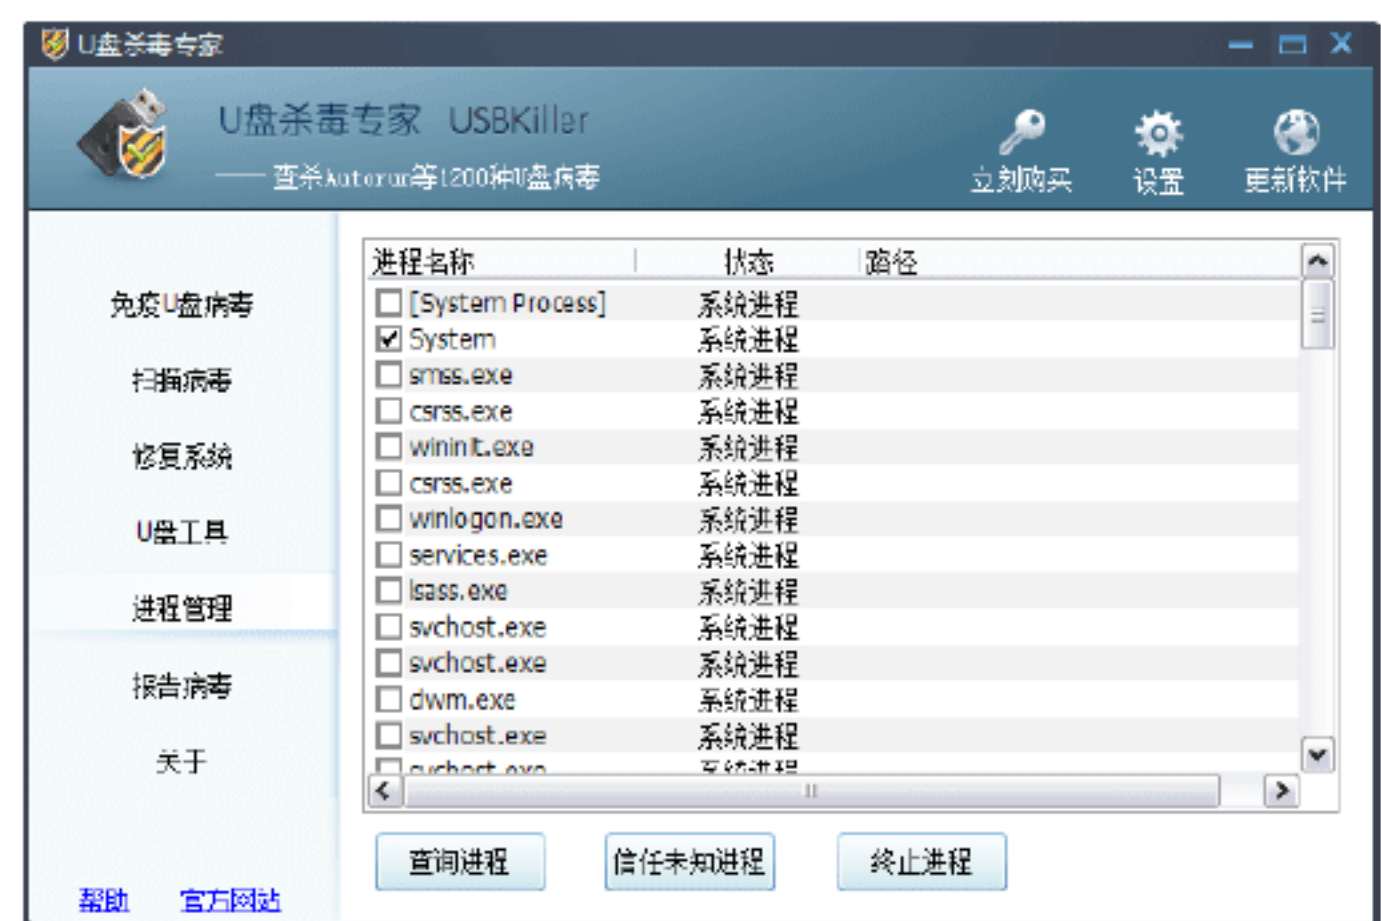 U盘杀毒专家
U盘杀毒专家 USBKiller
—— 查杀Autorun等1200种U盘病毒
立刻购买 设置 更新软件
免疫U盘病毒
扫描病毒
修复系统
U盘工具
进程管理
报告病毒
关于
帮助 官方网站
进程名称 状态 路径
[System Process] 系统进程
System 系统进程
smss.exe 系统进程
csrss.exe 系统进程
wininit.exe 系统进程
csrss.exe 系统进程
winlogon.exe 系统进程
services.exe 系统进程
lsass.exe 系统进程
svchost.exe 系统进程
svchost.exe 系统进程
dwm.exe 系统进程
svchost.exe 系统进程
svchost.exe 系统进程
查询进程 信任未知进程 终止进程